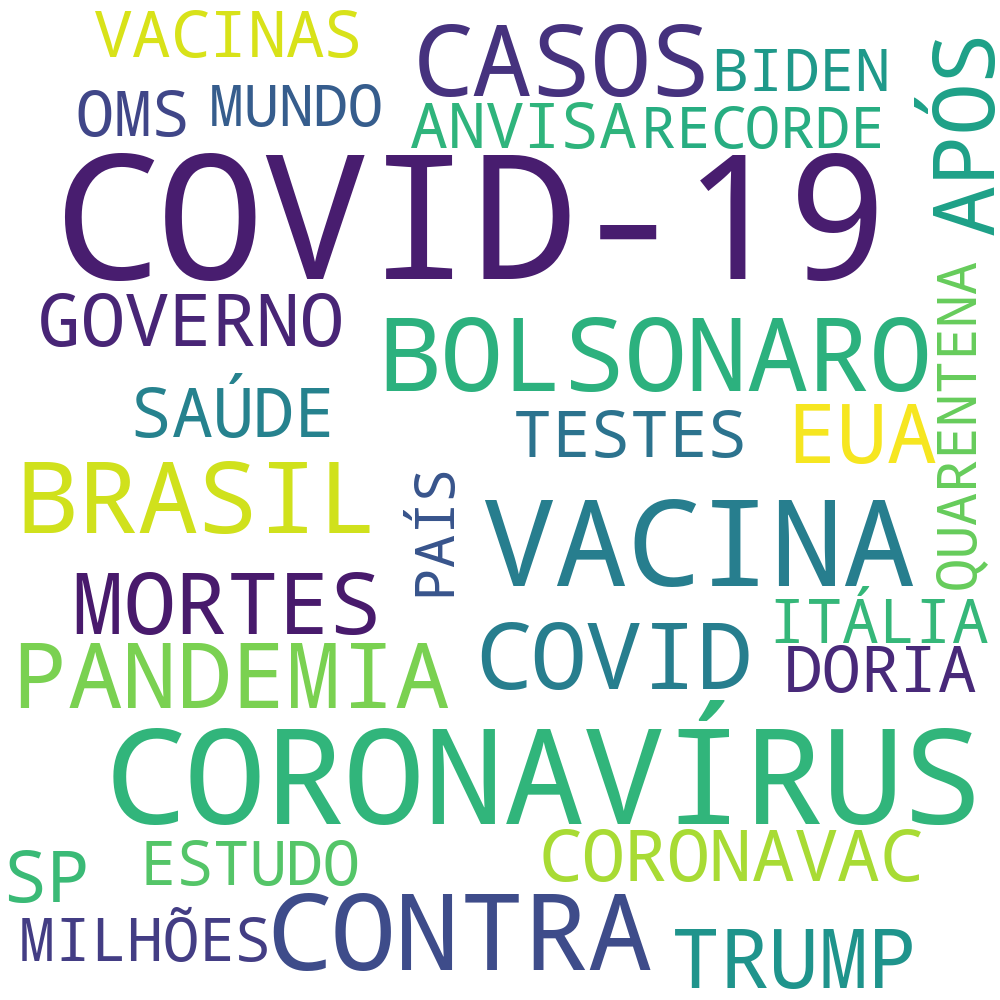 VACINAS
CASOS
BIDEN
APÓS
OMS
MUNDO
ANVISA
RECORDE
COVID-19
GOVERNO
BOLSONARO
QUARENTENA
SAÚDE
TESTES
EUA
BRASIL
PAÍS
VACINA
MORTES
COVID
ITÁLIA
PANDEMIA
DORIA
CORONAVÍRUS
SP
ESTUDO
CORONAVAC
MILHÕES
CONTRA
TRUMP